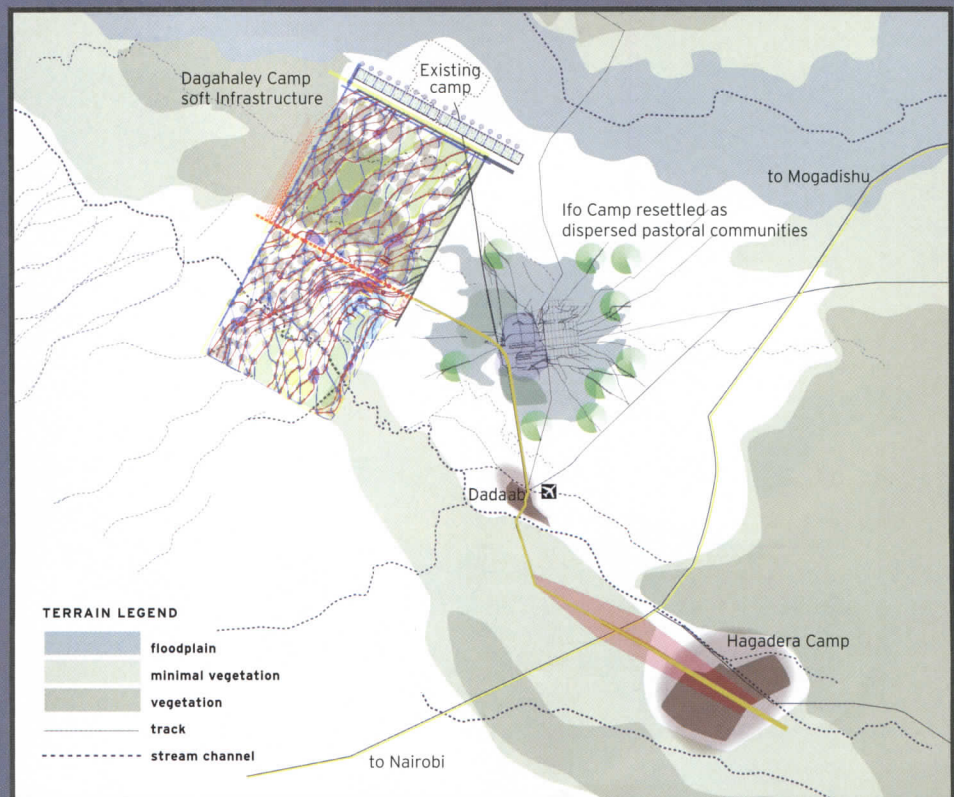 Dagahaley Camp
soft Infrastructure
Existing
camp
to Mogadishu
Ifo Camp resettled as
dispersed pastoral communities
Dadaab
Hagadera Camp
to Nairobi
TERRAIN LEGEND
floodplain
minimal vegetation
vegetation
track
stream channel